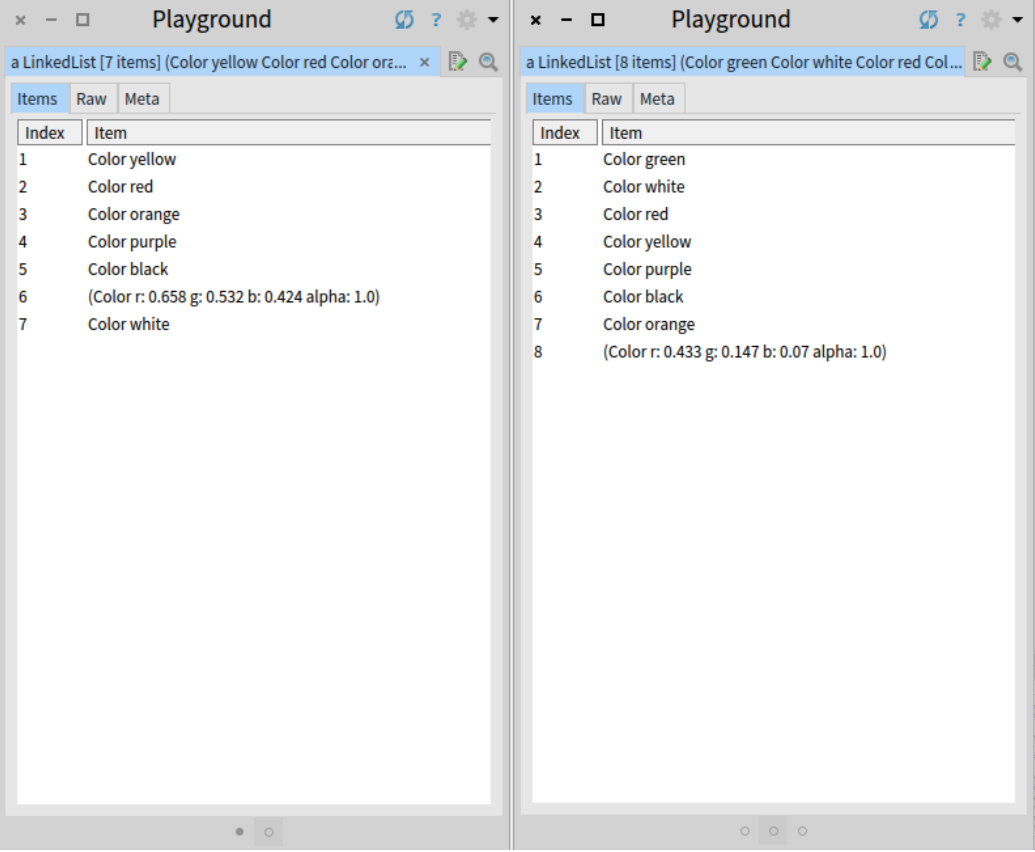 Playground
?
a LinkedList [7 items] (Color yellow Color red Color ora...
Items Raw Meta
Index Item
1 Color yellow
2 Color red
3 Color orange
4 Color purple
5 Color black
6 (Color r: 0.658 g: 0.532 b: 0.424 alpha: 1.0)
7 Color white
Playground
?
a LinkedList [8 items] (Color green Color white Color red Col...
Items Raw Meta
Index Item
1 Color green
2 Color white
3 Color red
4 Color yellow
5 Color purple
6 Color black
7 Color orange
8 (Color r: 0.433 g: 0.147 b: 0.07 alpha: 1.0)